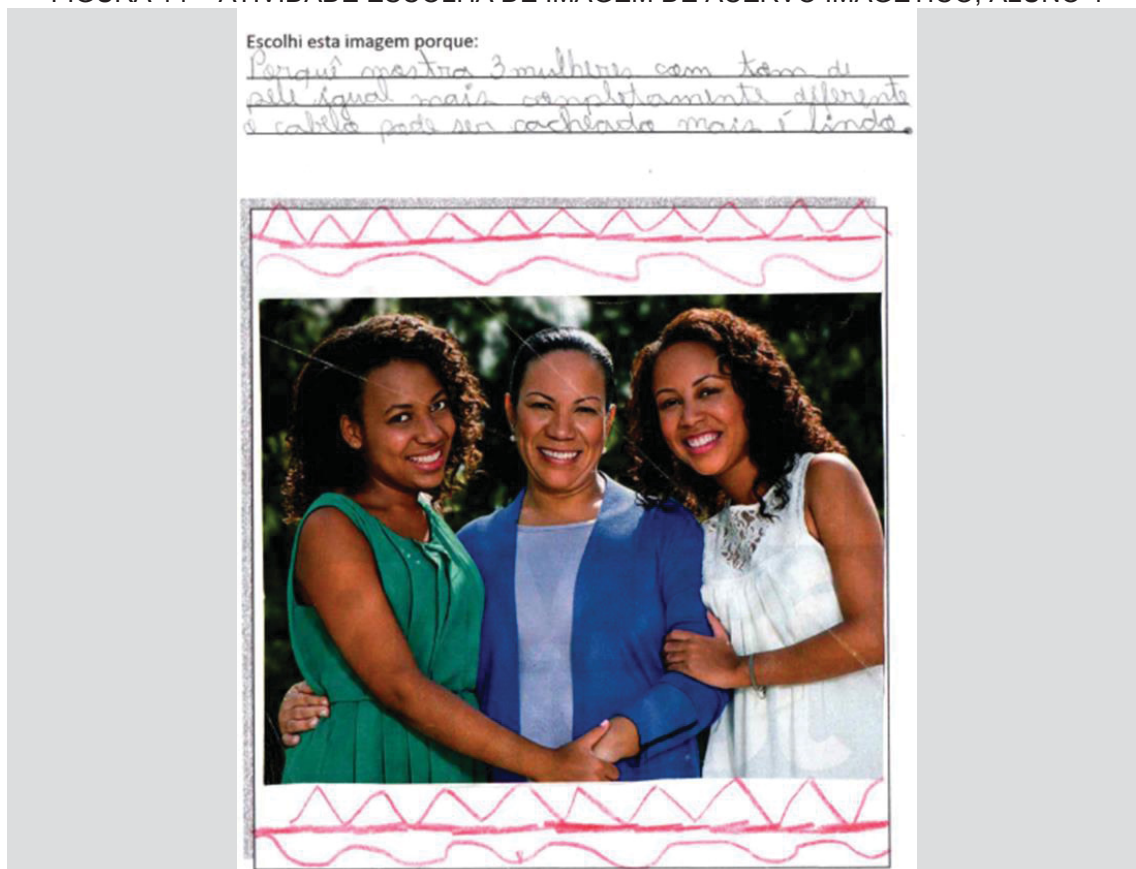 FIGURA 11 – ATIVIDADE ESCOLHA DE IMAGEM DE ACERVO IMAGÉTICO, ALUNO 4
Escolhi esta imagem porque:
Porquê mostra 3 mulheres com tom de
pele igual mais completamente diferente
o cabelo pode ser cacheado mais é lindo.